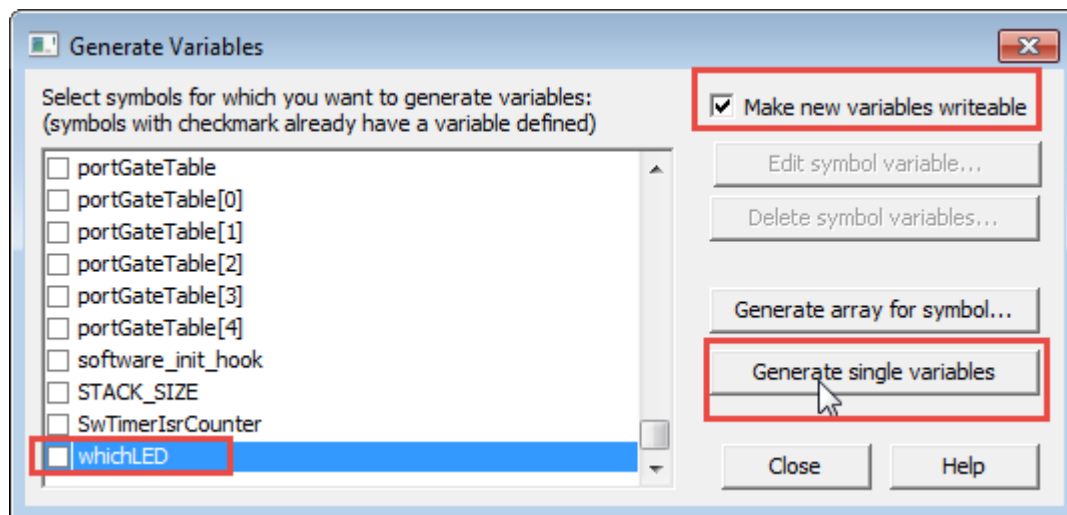 Generate Variables
Select symbols for which you want to generate variables:
(symbols with checkmark already have a variable defined)
portGateTable
portGateTable[0]
portGateTable[1]
portGateTable[2]
portGateTable[3]
portGateTable[4]
software_init_hook
STACK_SIZE
SwTimerIsrCounter
whichLED
Make new variables writeable
Edit symbol variable...
Delete symbol variables...
Generate array for symbol...
Generate single variables
Close
Help